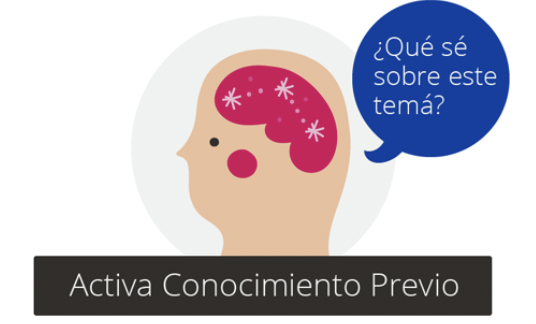 ¿Qué sé
sobre este
temá?
Activa Conocimiento Previo